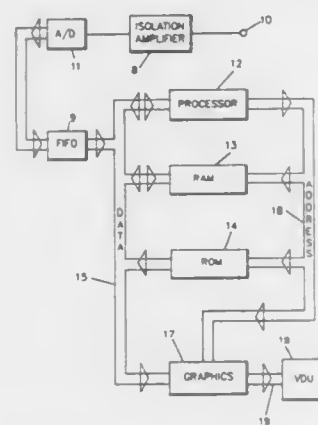 10
ISOLATION
AMPLIFIER
A/D
8
11
12
9
PROCESSOR
FIFO
13
RAM
DATA
ADDRESS
18
14
ROM
15
17
18
GRAPHICS
VDU
19